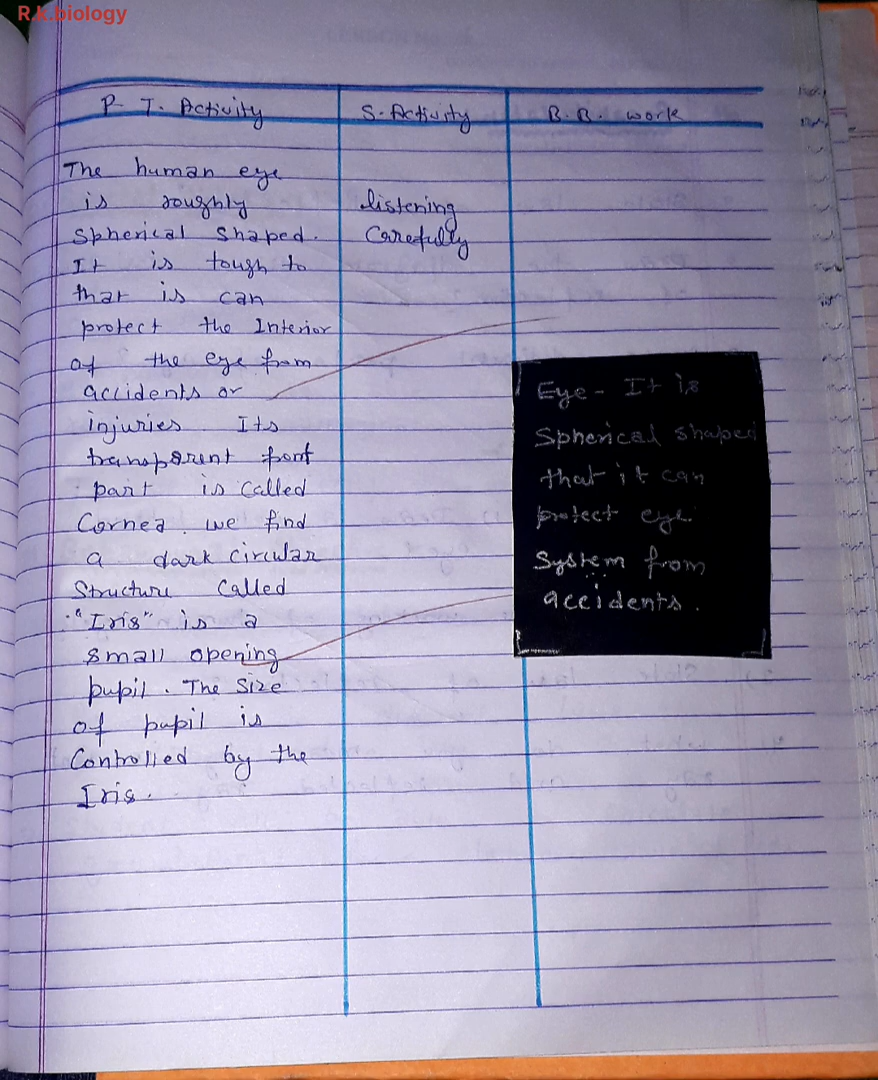 R.k.biology
P. T. Activity
S. Activity
B.B. work
The human eye
is roughly
Spherical Shaped.
It is tough to
that is can
protect the Interior
of the eye from
accidents or
injuries Its
transparent font
part is called
Cornea. we find
a dark circular
Structure Called
"Iris" is a
small opening
pupil. The Size
of pupil is
Controlled by the
Iris.
listening
Carefully
Eye - It is
Spherical shaped
that it can
protect eye
System from
accidents.